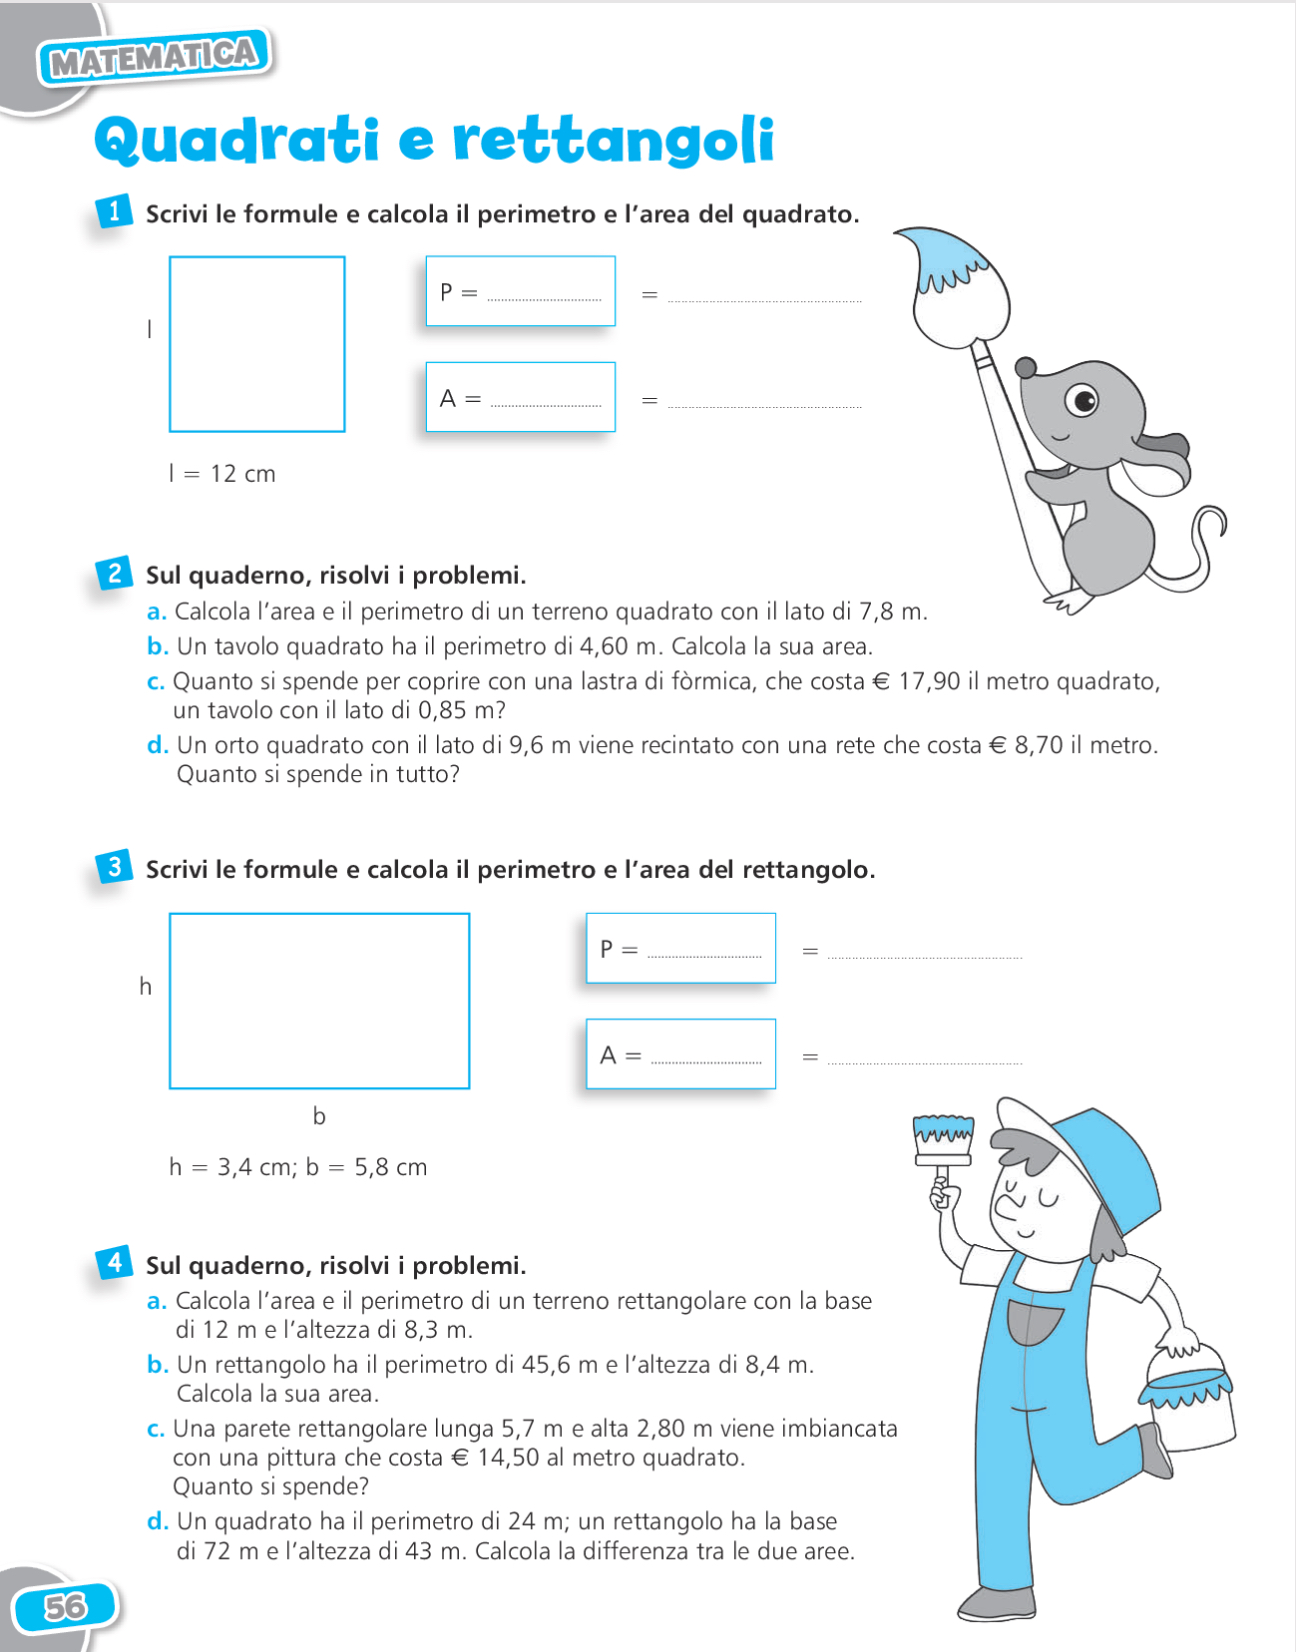 MATEMATICA
Quadrati e rettangoli
1 Scrivi le formule e calcola il perimetro e l’area del quadrato.
l
P = ............................ = ................................................
A = ............................ = ................................................
l = 12 cm
2 Sul quaderno, risolvi i problemi.
a. Calcola l’area e il perimetro di un terreno quadrato con il lato di 7,8 m.
b. Un tavolo quadrato ha il perimetro di 4,60 m. Calcola la sua area.
c. Quanto si spende per coprire con una lastra di fòrmica, che costa € 17,90 il metro quadrato,
un tavolo con il lato di 0,85 m?
d. Un orto quadrato con il lato di 9,6 m viene recintato con una rete che costa € 8,70 il metro.
Quanto si spende in tutto?
3 Scrivi le formule e calcola il perimetro e l’area del rettangolo.
h
P = ............................ = ................................................
A = ............................ = ................................................
b
h = 3,4 cm; b = 5,8 cm
4 Sul quaderno, risolvi i problemi.
a. Calcola l’area e il perimetro di un terreno rettangolare con la base
di 12 m e l’altezza di 8,3 m.
b. Un rettangolo ha il perimetro di 45,6 m e l’altezza di 8,4 m.
Calcola la sua area.
c. Una parete rettangolare lunga 5,7 m e alta 2,80 m viene imbiancata
con una pittura che costa € 14,50 al metro quadrato.
Quanto si spende?
d. Un quadrato ha il perimetro di 24 m; un rettangolo ha la base
di 72 m e l’altezza di 43 m. Calcola la differenza tra le due aree.
56